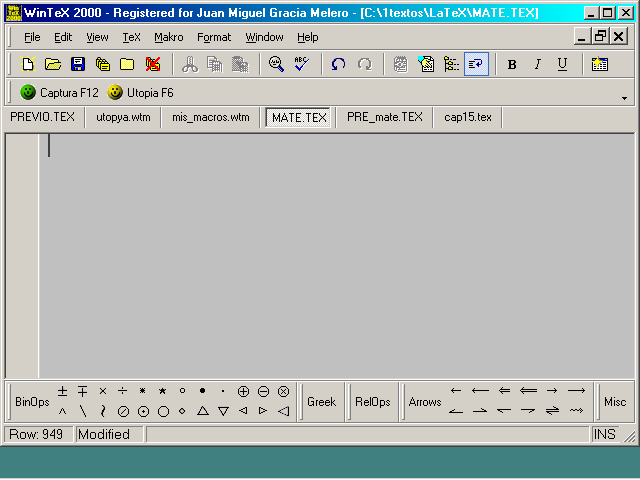 WinTeX 2000 - Registered for Juan Miguel Gracia Melero - [C:\1textos\LaTeX\MATE.TEX]
File Edit View TeX Makro Format Window Help
ABC B I U
Captura F12 Utopia F6
PREVIO.TEX utopya.wtm mis_macros.wtm MATE.TEX PRE_mate.TEX cap15.tex
BinOps Greek RelOps Arrows Misc
Row: 949 Modified INS